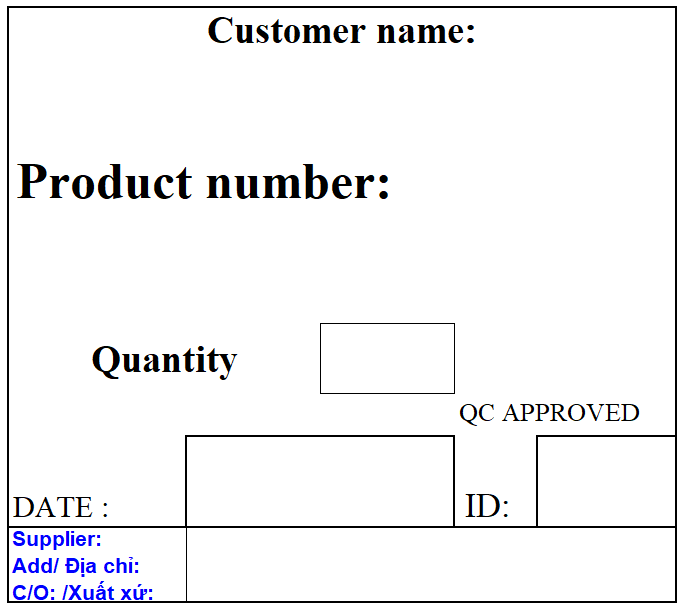 Customer name:
Product number:
Quantity
QC APPROVED
DATE :
ID:
Supplier:
Add/ Địa chỉ:
C/O: /Xuất xứ: